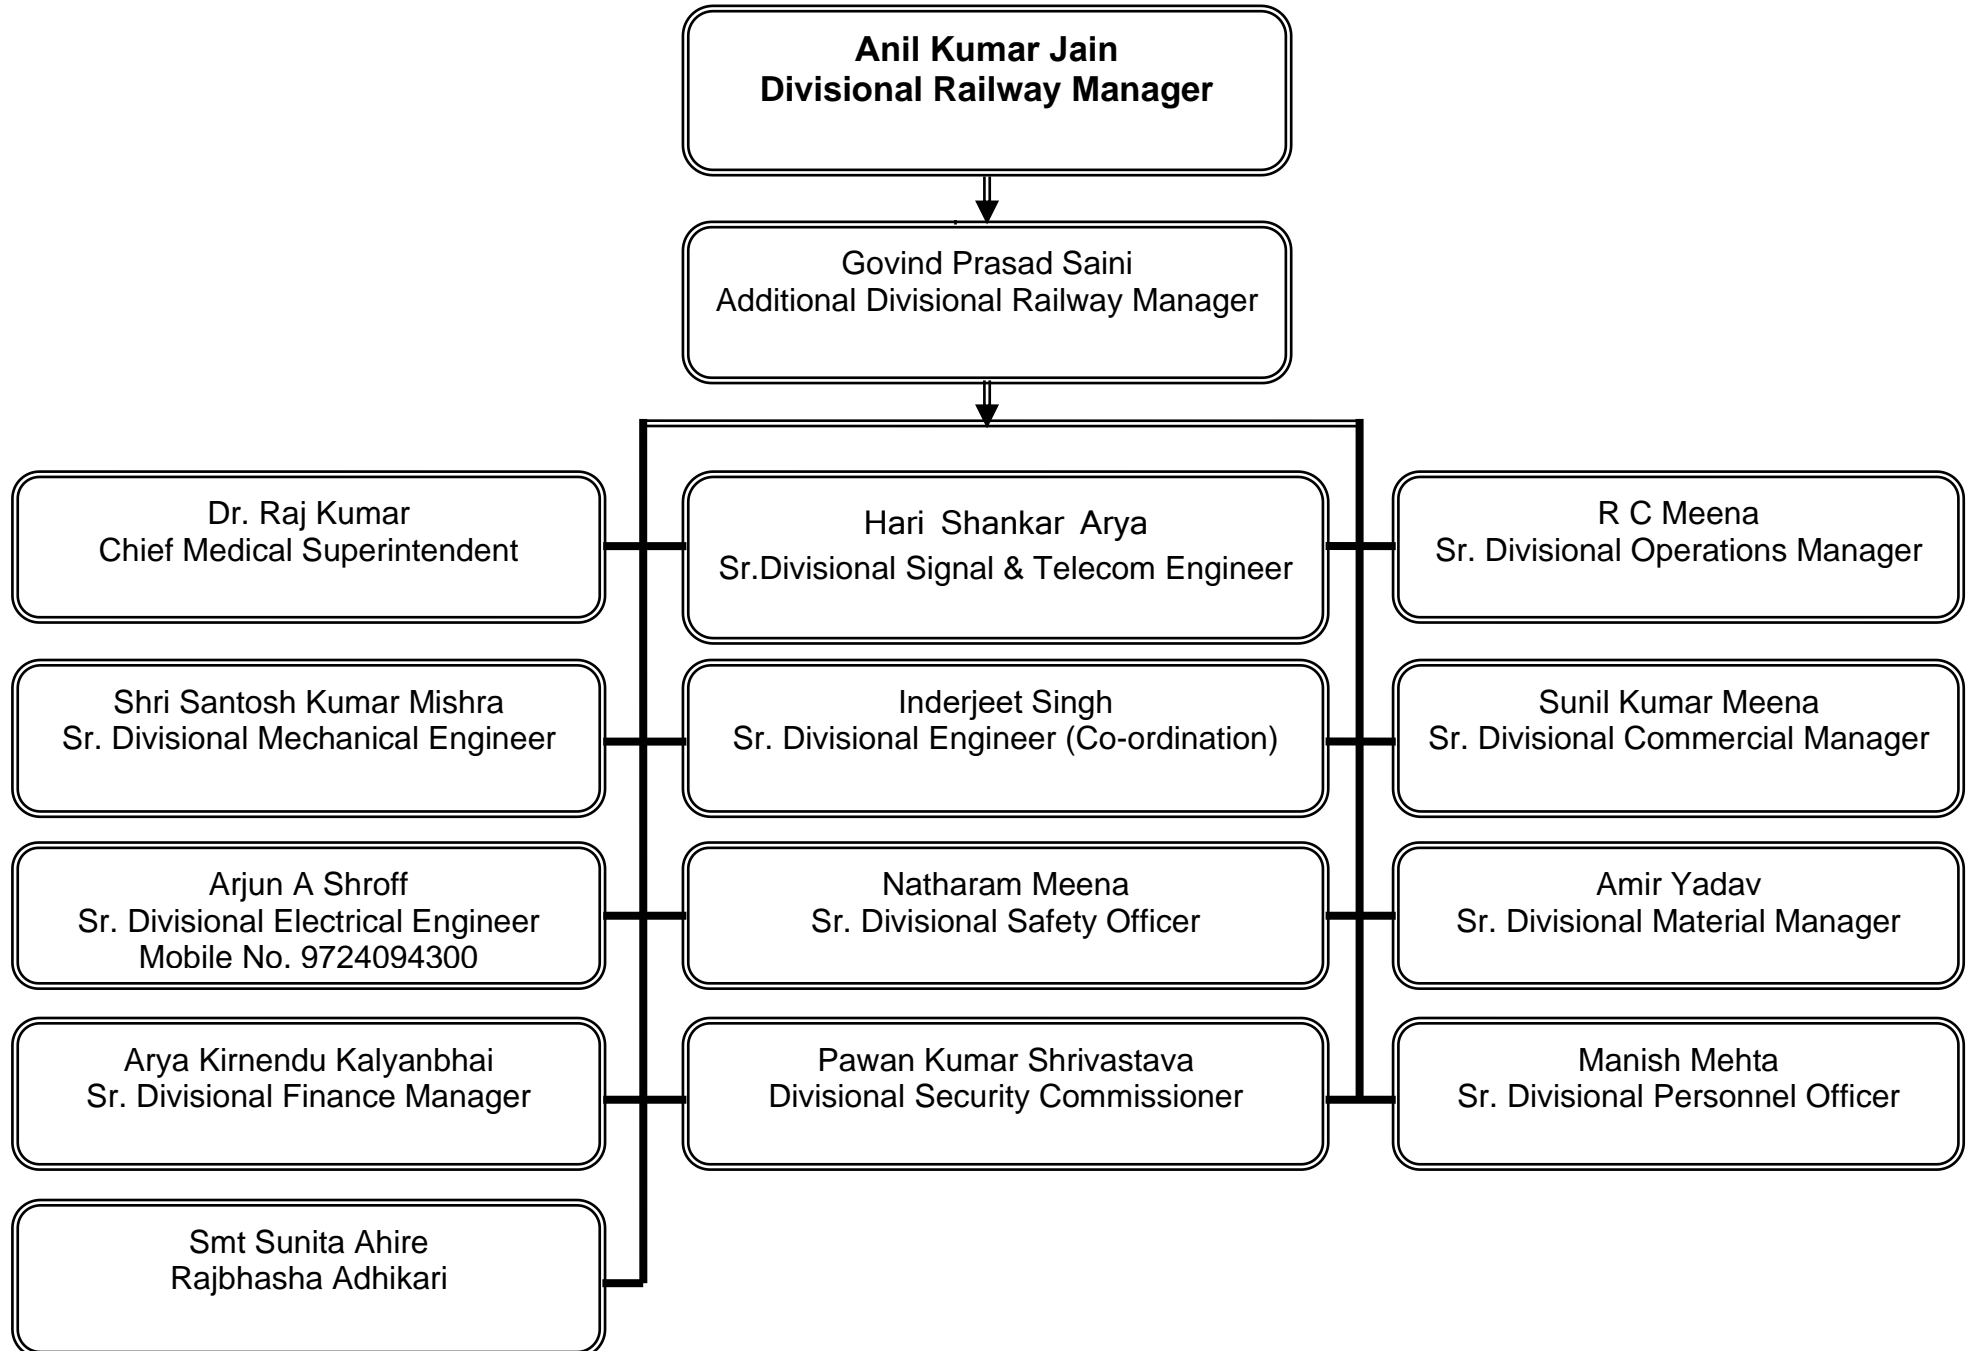 Anil Kumar Jain
Divisional Railway Manager
Govind Prasad Saini
Additional Divisional Railway Manager
Dr. Raj Kumar
Chief Medical Superintendent
Hari Shankar Arya
Sr.Divisional Signal & Telecom Engineer
R C Meena
Sr. Divisional Operations Manager
Shri Santosh Kumar Mishra
Sr. Divisional Mechanical Engineer
Inderjeet Singh
Sr. Divisional Engineer (Co-ordination)
Sunil Kumar Meena
Sr. Divisional Commercial Manager
Arjun A Shroff
Sr. Divisional Electrical Engineer
Mobile No. 9724094300
Natharam Meena
Sr. Divisional Safety Officer
Amir Yadav
Sr. Divisional Material Manager
Arya Kirnendu Kalyanbhai
Sr. Divisional Finance Manager
Pawan Kumar Shrivastava
Divisional Security Commissioner
Manish Mehta
Sr. Divisional Personnel Officer
Smt Sunita Ahire
Rajbhasha Adhikari